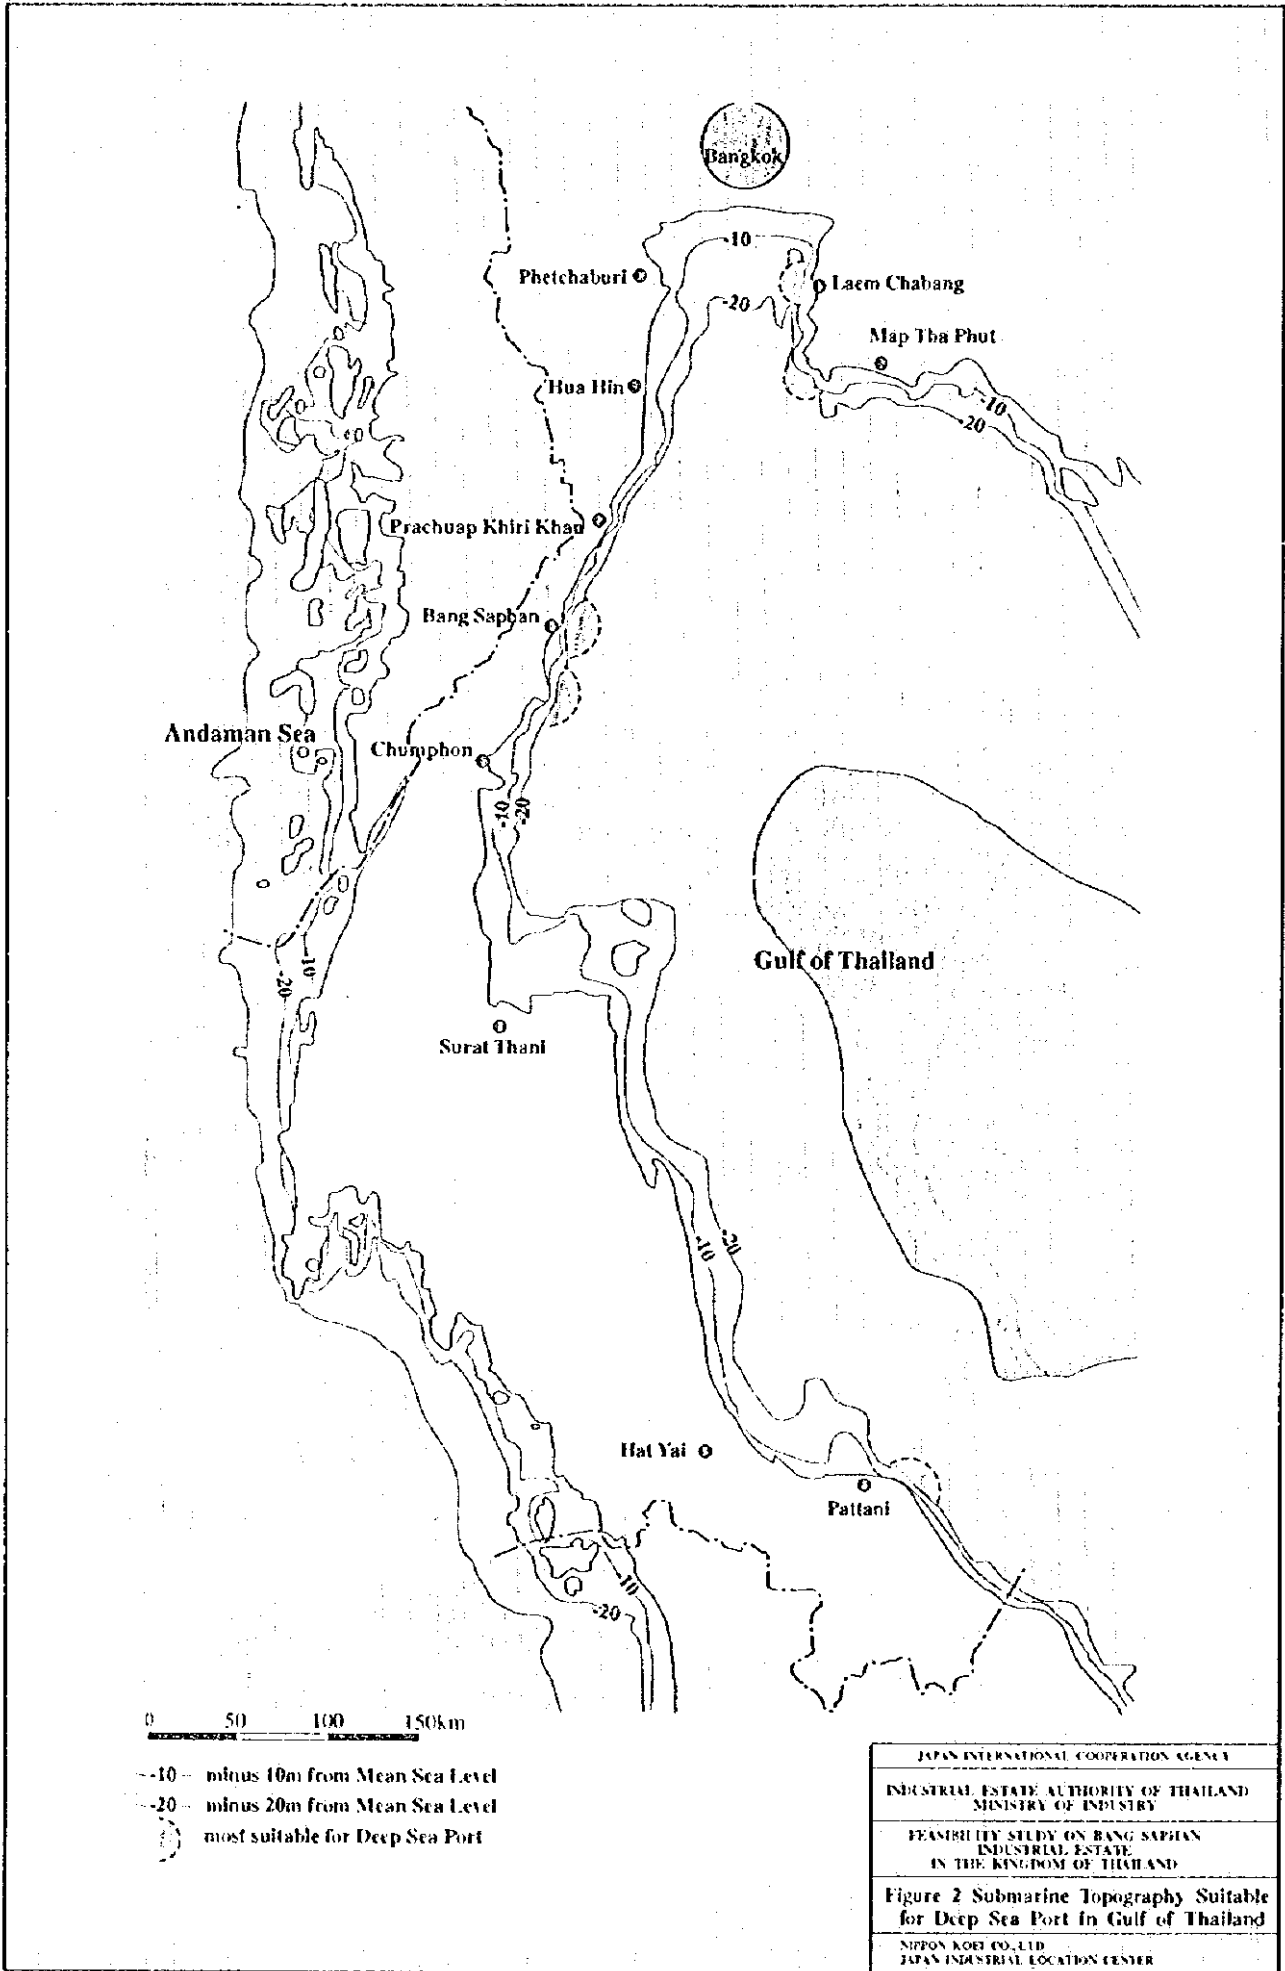 Bangkok
-10
Phetchaburi
Laem Chabang
-20
Map Tha Phut
Hua Hin
-10
-20
Prachuap Khiri Khan
Bang Saphan
Andaman Sea
Chumphon
-10
-20
Gulf of Thailand
-10
-20
Surat Thani
-10
-20
Hat Yai
Pattani
-10
-20
0 50 100 150km
-10 minus 10m from Mean Sea Level
-20 minus 20m from Mean Sea Level
most suitable for Deep Sea Port
JAPAN INTERNATIONAL COOPERATION AGENCY
INDUSTRIAL ESTATE AUTHORITY OF THAILAND
MINISTRY OF INDUSTRY
FEASIBILITY STUDY ON BANG SAPHAN
INDUSTRIAL ESTATE
IN THE KINGDOM OF THAILAND
Figure 2 Submarine Topography Suitable
for Deep Sea Port in Gulf of Thailand
NIPPON KOEI CO., LTD
JAPAN INDUSTRIAL LOCATION CENTER